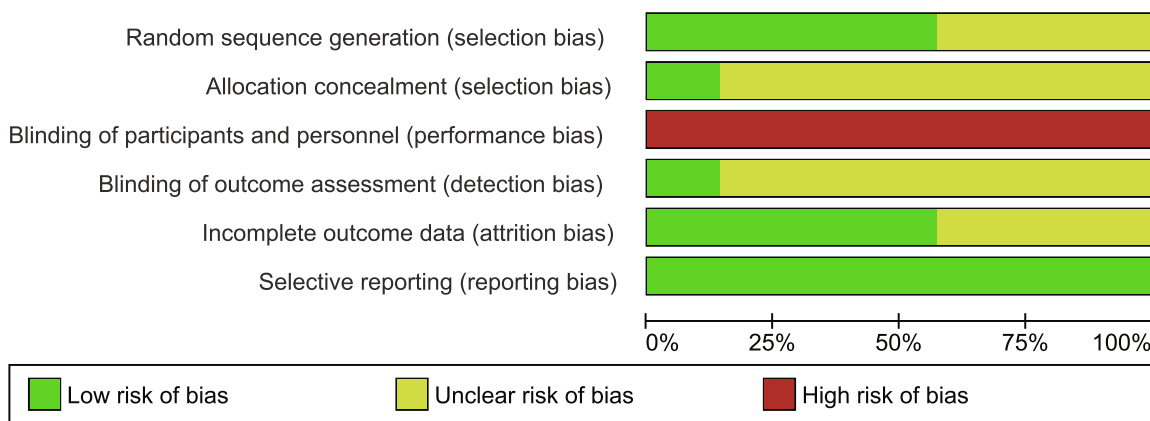 Random sequence generation (selection bias)
Allocation concealment (selection bias)
Blinding of participants and personnel (performance bias)
Blinding of outcome assessment (detection bias)
Incomplete outcome data (attrition bias)
Selective reporting (reporting bias)
0% 25% 50% 75% 100%
Low risk of bias Unclear risk of bias High risk of bias